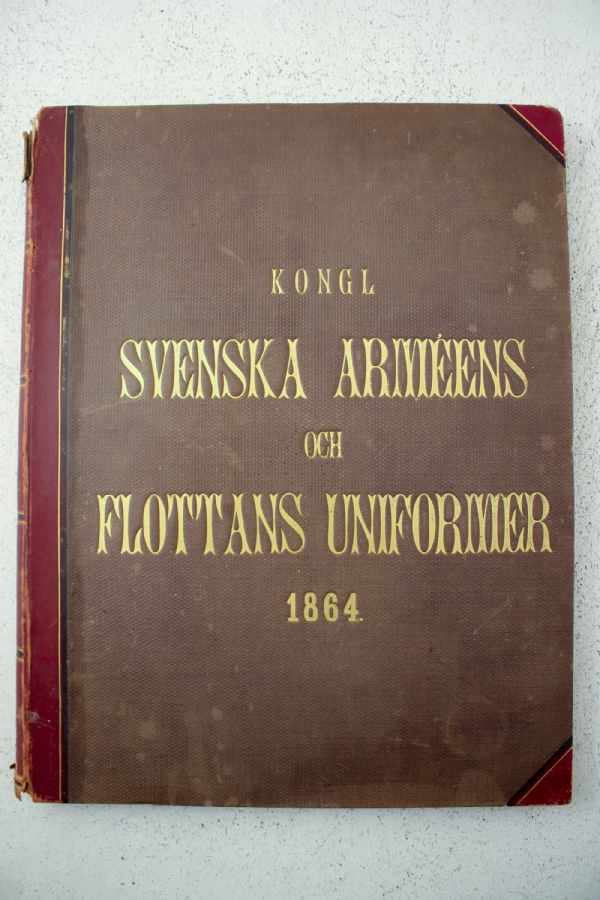 KONGL
SVENSKA ARMÉENS
OCH
FLOTTANS UNIFORMER
1864.